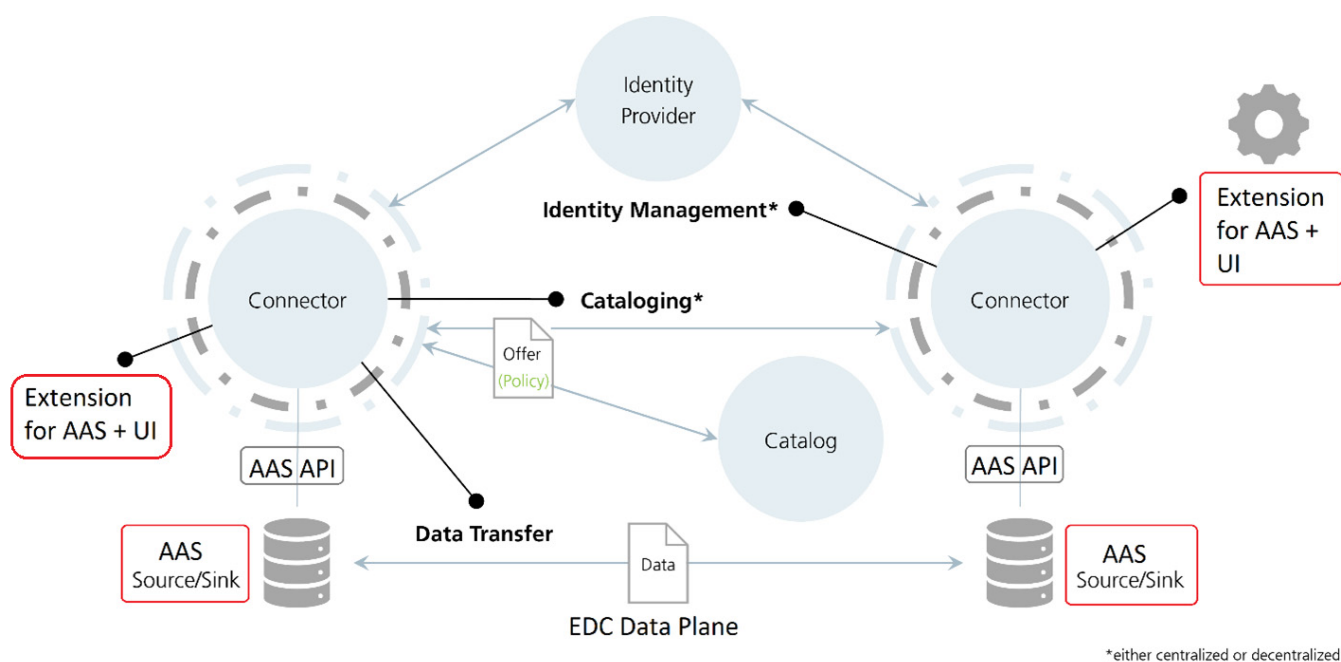 Identity
Provider
Identity Management*
Extension
for AAS +
UI
Connector
Cataloging*
Connector
Offer
(Policy)
Extension
for AAS + UI
Catalog
AAS API
AAS API
Data Transfer
AAS
Source/Sink
Data
AAS
Source/Sink
EDC Data Plane
*either centralized or decentralized